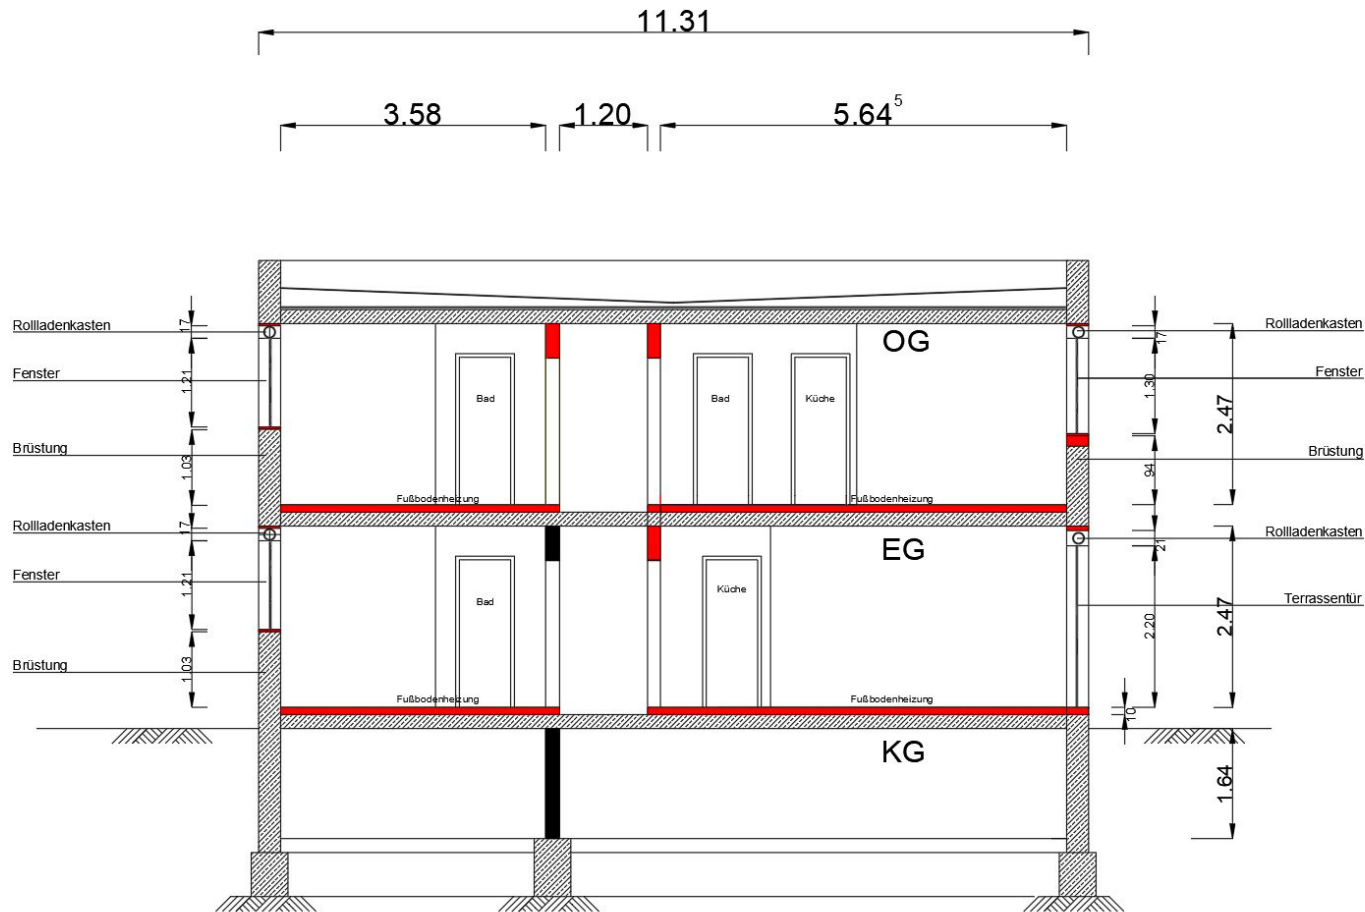 11.31
3.58
1.20
5.64⁵
Rollladenkasten
17
OG
17
Rollladenkasten
Fenster
1.21
Bad
Bad
Küche
1.30
Fenster
2.47
Brüstung
1.03
94
Brüstung
Fußbodenheizung
Fußbodenheizung
Rollladenkasten
17
EG
21
Rollladenkasten
Fenster
1.21
Bad
Küche
2.20
Terrassentür
2.47
Brüstung
1.03
Fußbodenheizung
Fußbodenheizung
10
KG
1.64